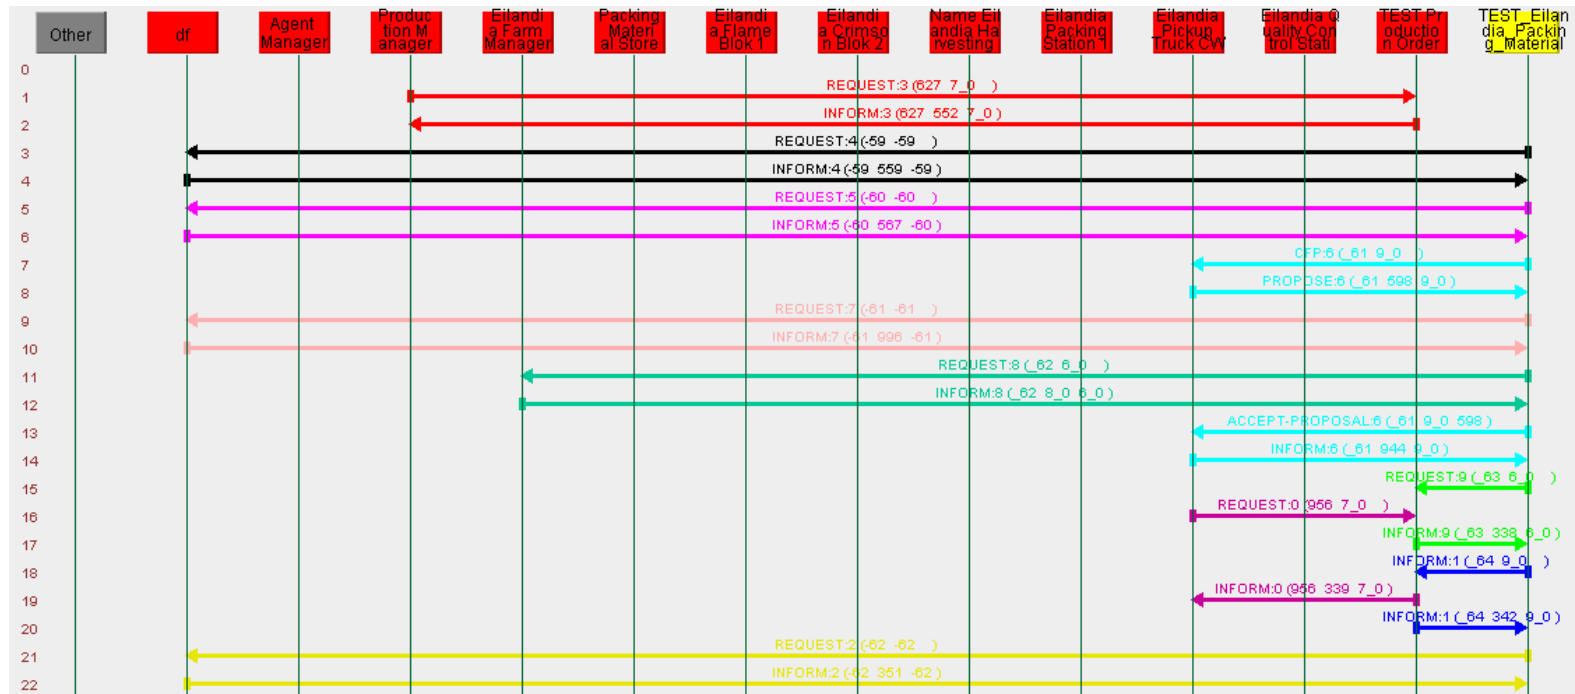 Other
df
Agent
Manager
Produc
tion M
anager
Eilandi
a Farm
Manager
Packing
Materi
al Store
Eilandi
a Flame
Blok 1
Eilandi
a Crimso
n Blok 2
Name Eil
andia Ha
rvesting
Eilandia
Packing
Station 1
Eilandia
Pickup
Truck CW
Eilandia Q
uality Con
trol Stati
TEST Pr
oductio
n Order
TEST_Eilan
dia_Packin
g_Material
0
REQUEST:3 (627 7_0 )
1
INFORM:3 (627 552 7_0 )
2
REQUEST:4 (-59 -59 )
3
INFORM:4 (-59 559 -59 )
4
REQUEST:5 (-60 -60 )
5
INFORM:5 (-60 567 -60 )
6
CFP:6 (_61 9_0 )
7
PROPOSE:6 (_61 598 9_0 )
8
REQUEST:7 (-61 -61 )
9
INFORM:7 (-61 996 -61 )
10
REQUEST:8 (_62 6_0 )
11
INFORM:8 (_62 8_0 6_0 )
12
ACCEPT-PROPOSAL:6 (_61 9_0 598 )
13
INFORM:6 (_61 944 9_0 )
14
REQUEST:9 (_63 6_0 )
15
REQUEST:0 (956 7_0 )
16
INFORM:9 (_63 338 6_0 )
17
INFORM:1 (_64 9_0 )
18
INFORM:0 (956 339 7_0 )
19
INFORM:1 (_64 342 9_0 )
20
REQUEST:2 (-62 -62 )
21
INFORM:2 (-62 351 -62 )
22